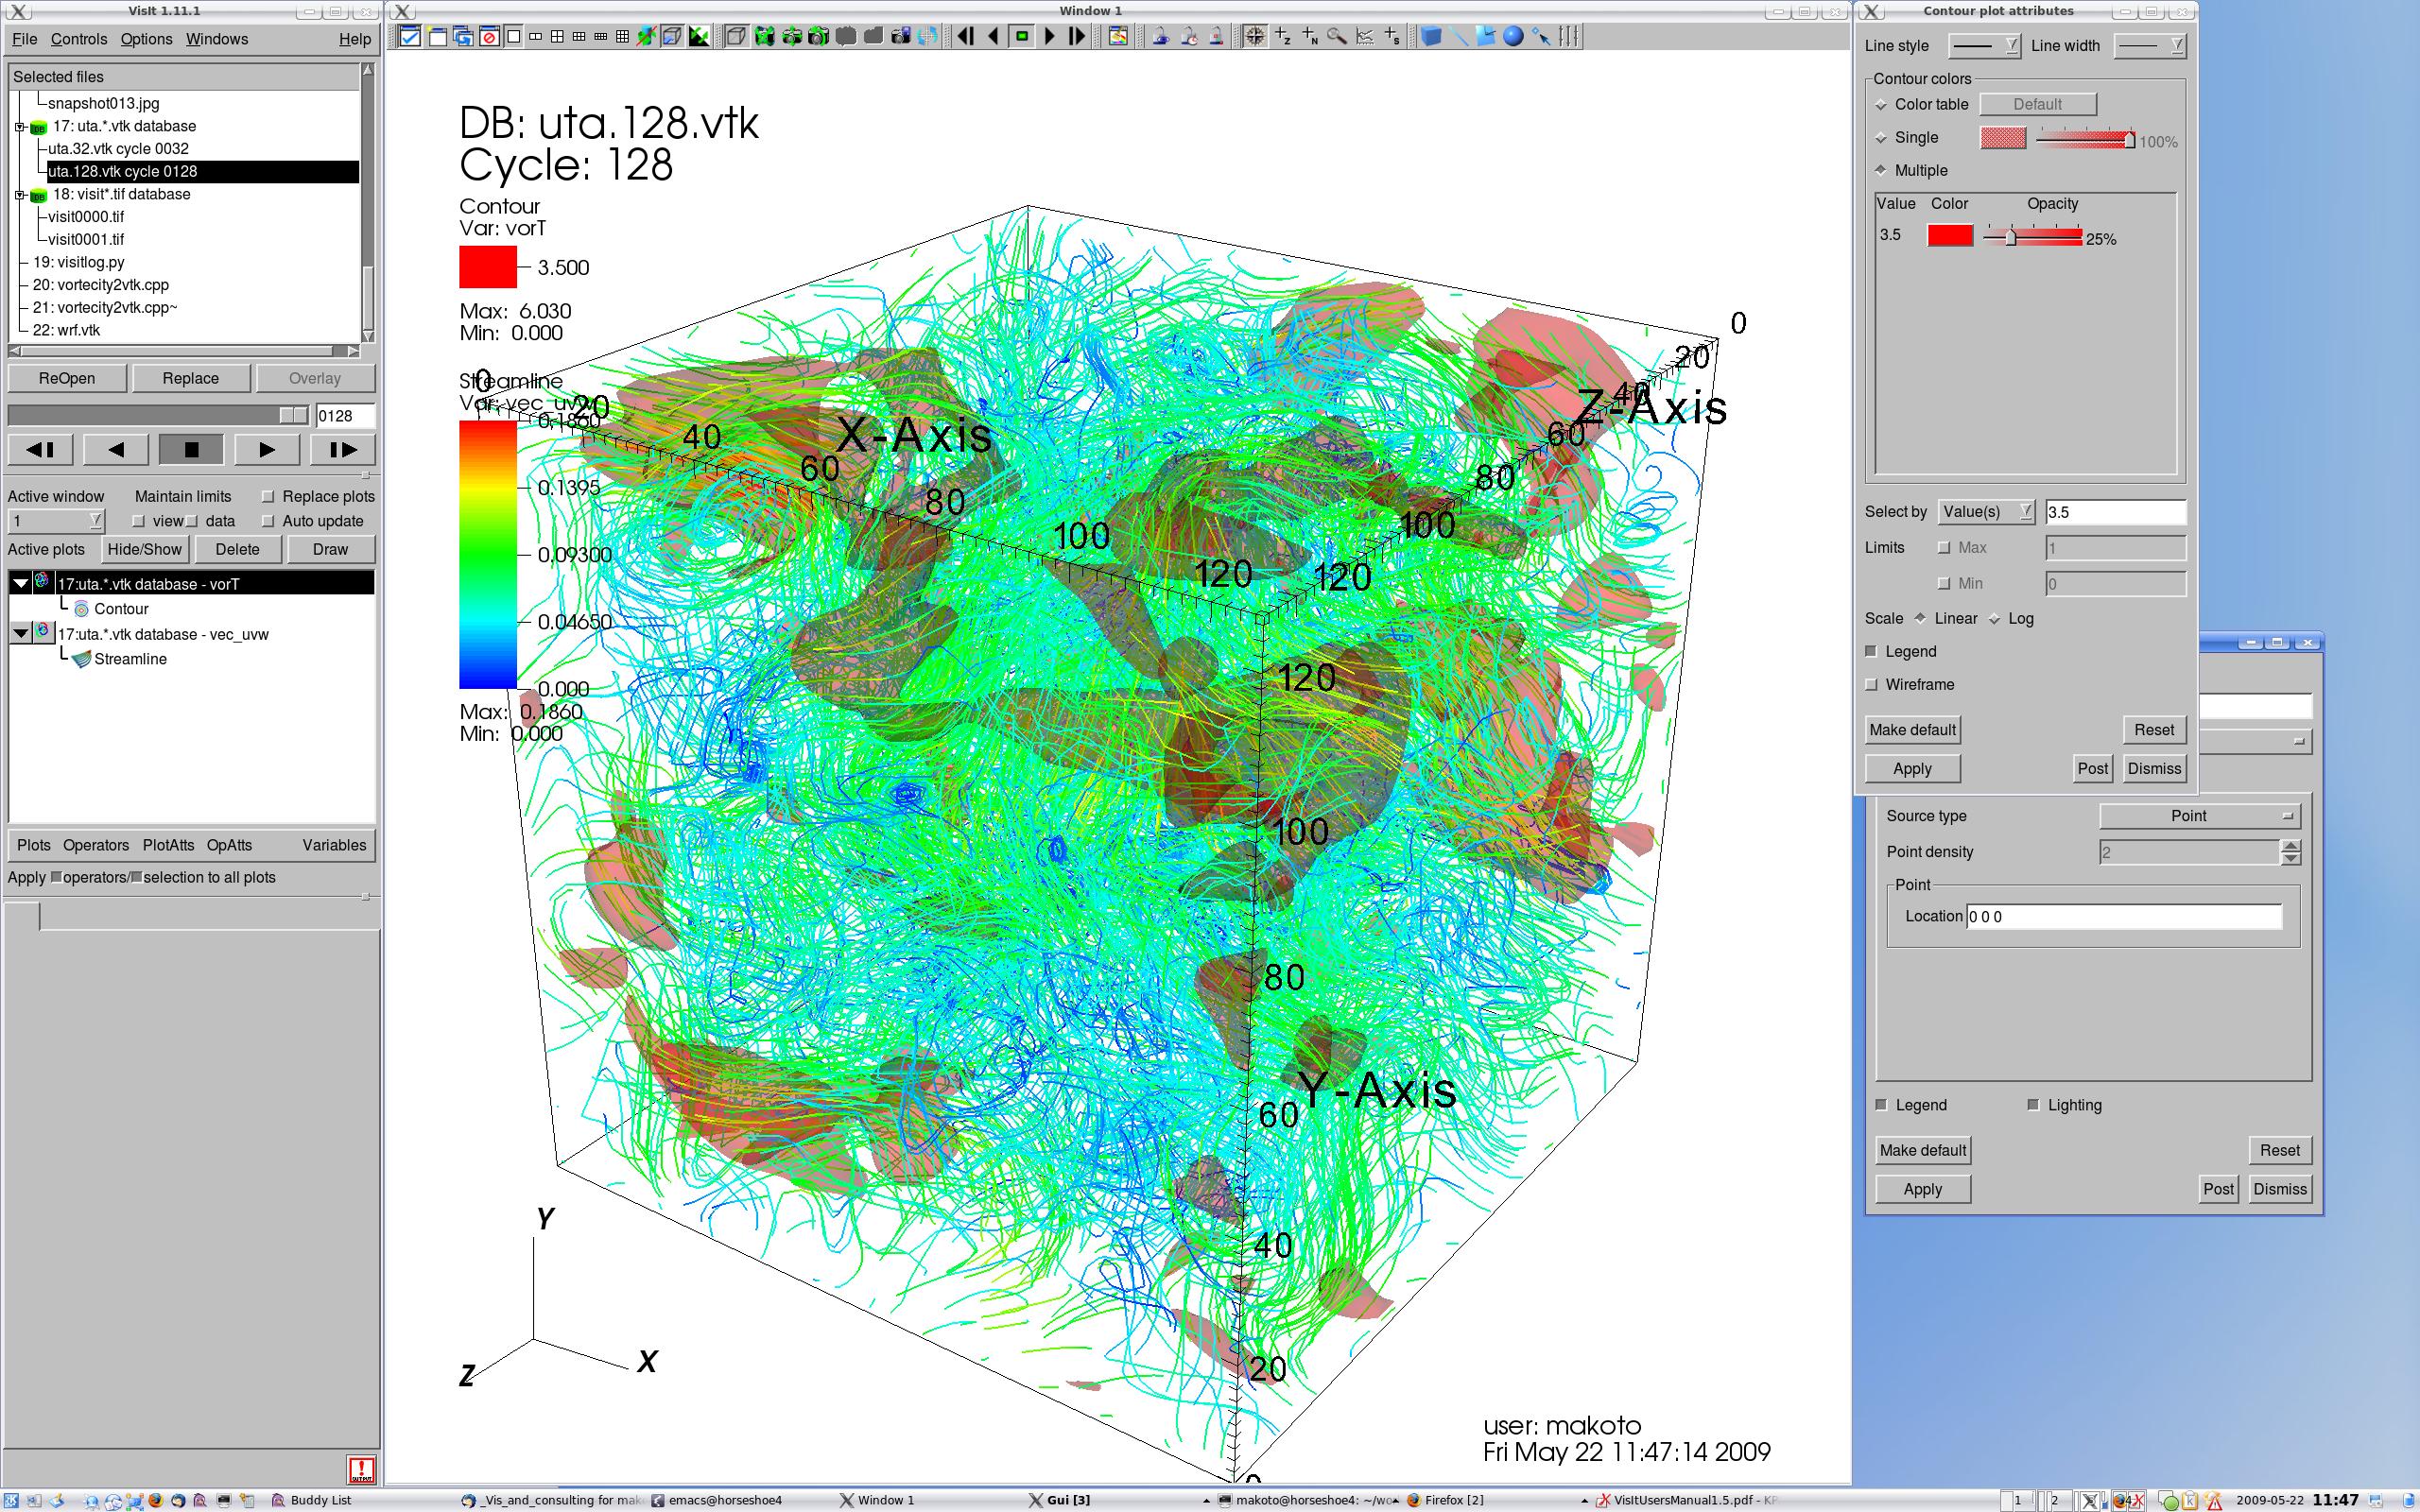 VisIt 1.11.1
File Controls Options Windows Help
Selected files
snapshot013.jpg
17: uta.*.vtk database
uta.32.vtk cycle 0032
uta.128.vtk cycle 0128
18: visit*.tif database
visit0000.tif
visit0001.tif
19: visitlog.py
20: vortecity2vtk.cpp
21: vortecity2vtk.cpp~
22: wrf.vtk
ReOpen Replace Overlay
0128
Active window Maintain limits Replace plots
1 view data Auto update
Active plots Hide/Show Delete Draw
17:uta.*.vtk database - vorT
Contour
17:uta.*.vtk database - vec_uvw
Streamline
Plots Operators PlotAtts OpAtts Variables
Apply operators/ selection to all plots
Window 1
DB: uta.128.vtk
Cycle: 128
Contour
Var: vorT
3.500
Max: 6.030
Min: 0.000
Streamline
Var: vec_uvw
0.1860
0.1395
0.09300
0.04650
0.000
Max: 0.1860
Min: 0.000
0
20
40
60
80
100
120
X-Axis
0
20
40
60
80
100
120
Z-Axis
120
100
80
60
40
20
0
Y-Axis
Y
X
Z
user: makoto
Fri May 22 11:47:14 2009
Contour plot attributes
Line style Line width
Contour colors
Color table Default
Single 100%
Multiple
Value Color Opacity
3.5 25%
Select by Value(s) 3.5
Limits Max 1
Min 0
Scale Linear Log
Legend
Wireframe
Make default Reset
Apply Post Dismiss
Source type Point
Point density 2
Point
Location 0 0 0
Legend Lighting
Make default Reset
Apply Post Dismiss
Buddy List _Vis_and_consulting for mak emacs@horseshoe4 Window 1 Gui [3] makoto@horseshoe4: ~/wo Firefox [2] VisItUsersManual1.5.pdf - KP 1 2 2009-05-22 11:47